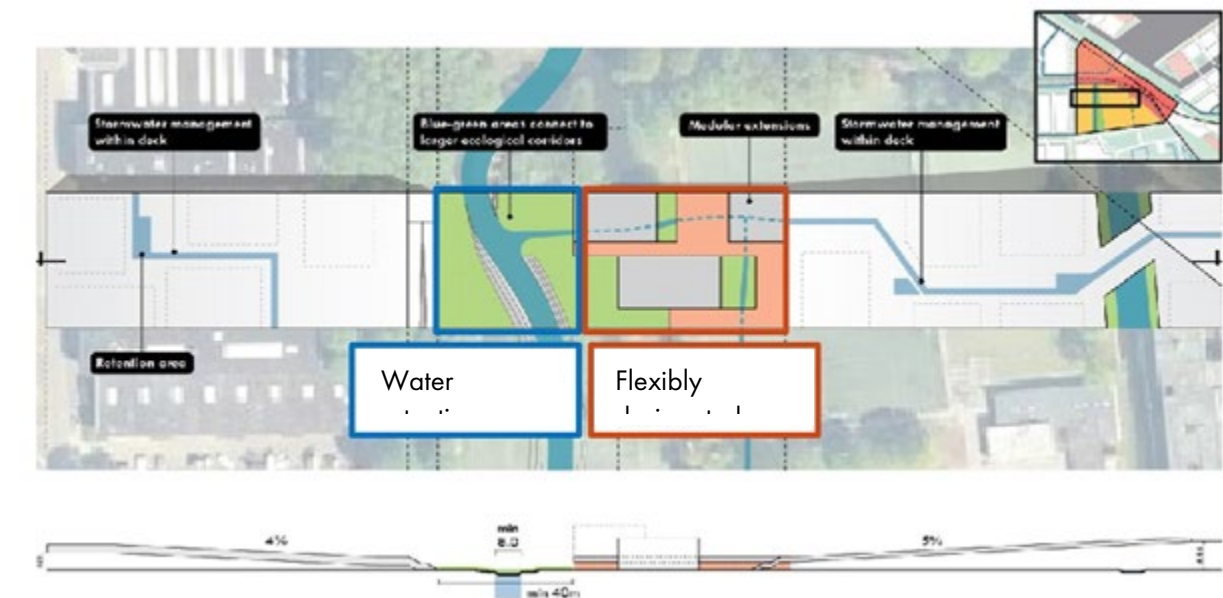 Stormwater management
within deck
Blue-green areas connect to
larger ecological corridors
Modular extensions
Stormwater management
within deck
Retention area
Water
Flexibly
4%
min
8.0
5%
min 40m